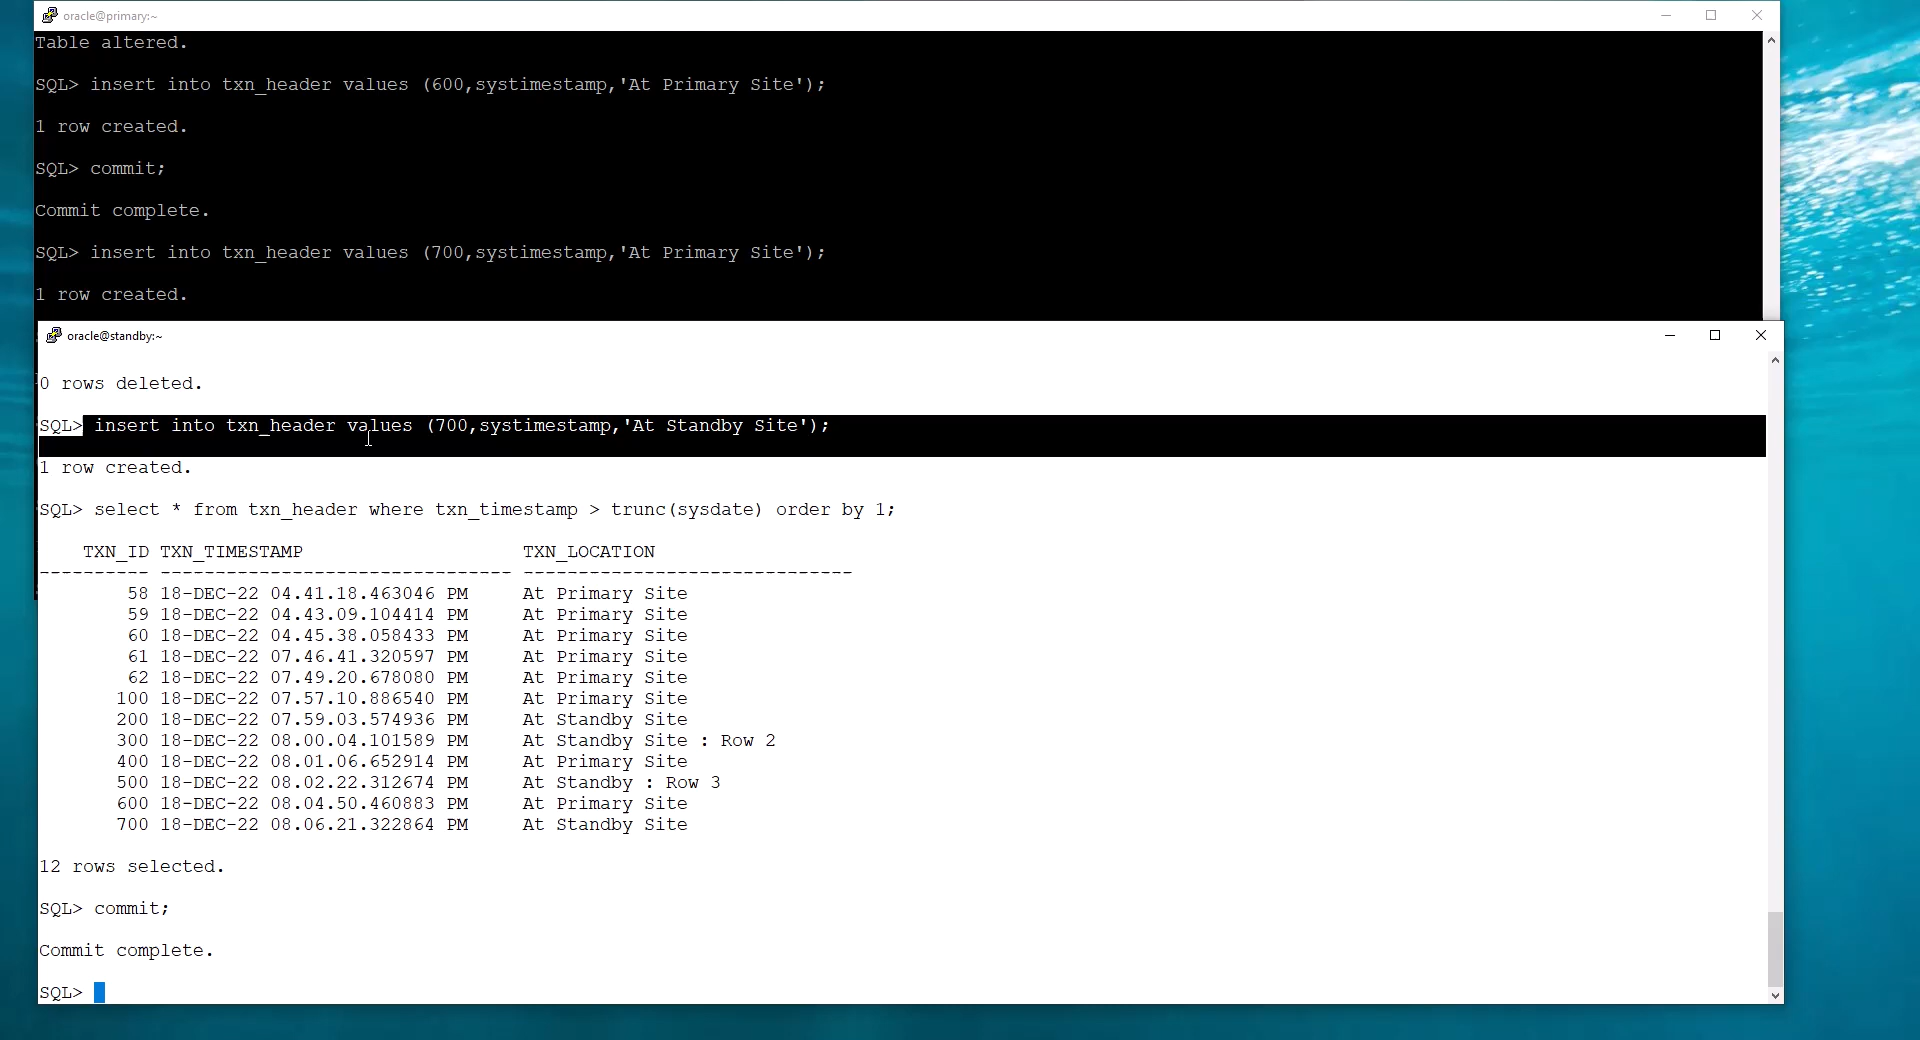 oracle@primary:~
Table altered.
SQL> insert into txn_header values (600,systimestamp,'At Primary Site');
1 row created.
SQL> commit;
Commit complete.
SQL> insert into txn_header values (700,systimestamp,'At Primary Site');
1 row created.
oracle@standby:~
0 rows deleted.
SQL> insert into txn_header values (700,systimestamp,'At Standby Site');
1 row created.
SQL> select * from txn_header where txn_timestamp > trunc(sysdate) order by 1;
TXN_ID TXN_TIMESTAMP TXN_LOCATION
---------- -------------------------------- ------------------------------
58 18-DEC-22 04.41.18.463046 PM At Primary Site
59 18-DEC-22 04.43.09.104414 PM At Primary Site
60 18-DEC-22 04.45.38.058433 PM At Primary Site
61 18-DEC-22 07.46.41.320597 PM At Primary Site
62 18-DEC-22 07.49.20.678080 PM At Primary Site
100 18-DEC-22 07.57.10.886540 PM At Primary Site
200 18-DEC-22 07.59.03.574936 PM At Standby Site
300 18-DEC-22 08.00.04.101589 PM At Standby Site : Row 2
400 18-DEC-22 08.01.06.652914 PM At Primary Site
500 18-DEC-22 08.02.22.312674 PM At Standby : Row 3
600 18-DEC-22 08.04.50.460883 PM At Primary Site
700 18-DEC-22 08.06.21.322864 PM At Standby Site
12 rows selected.
SQL> commit;
Commit complete.
SQL>